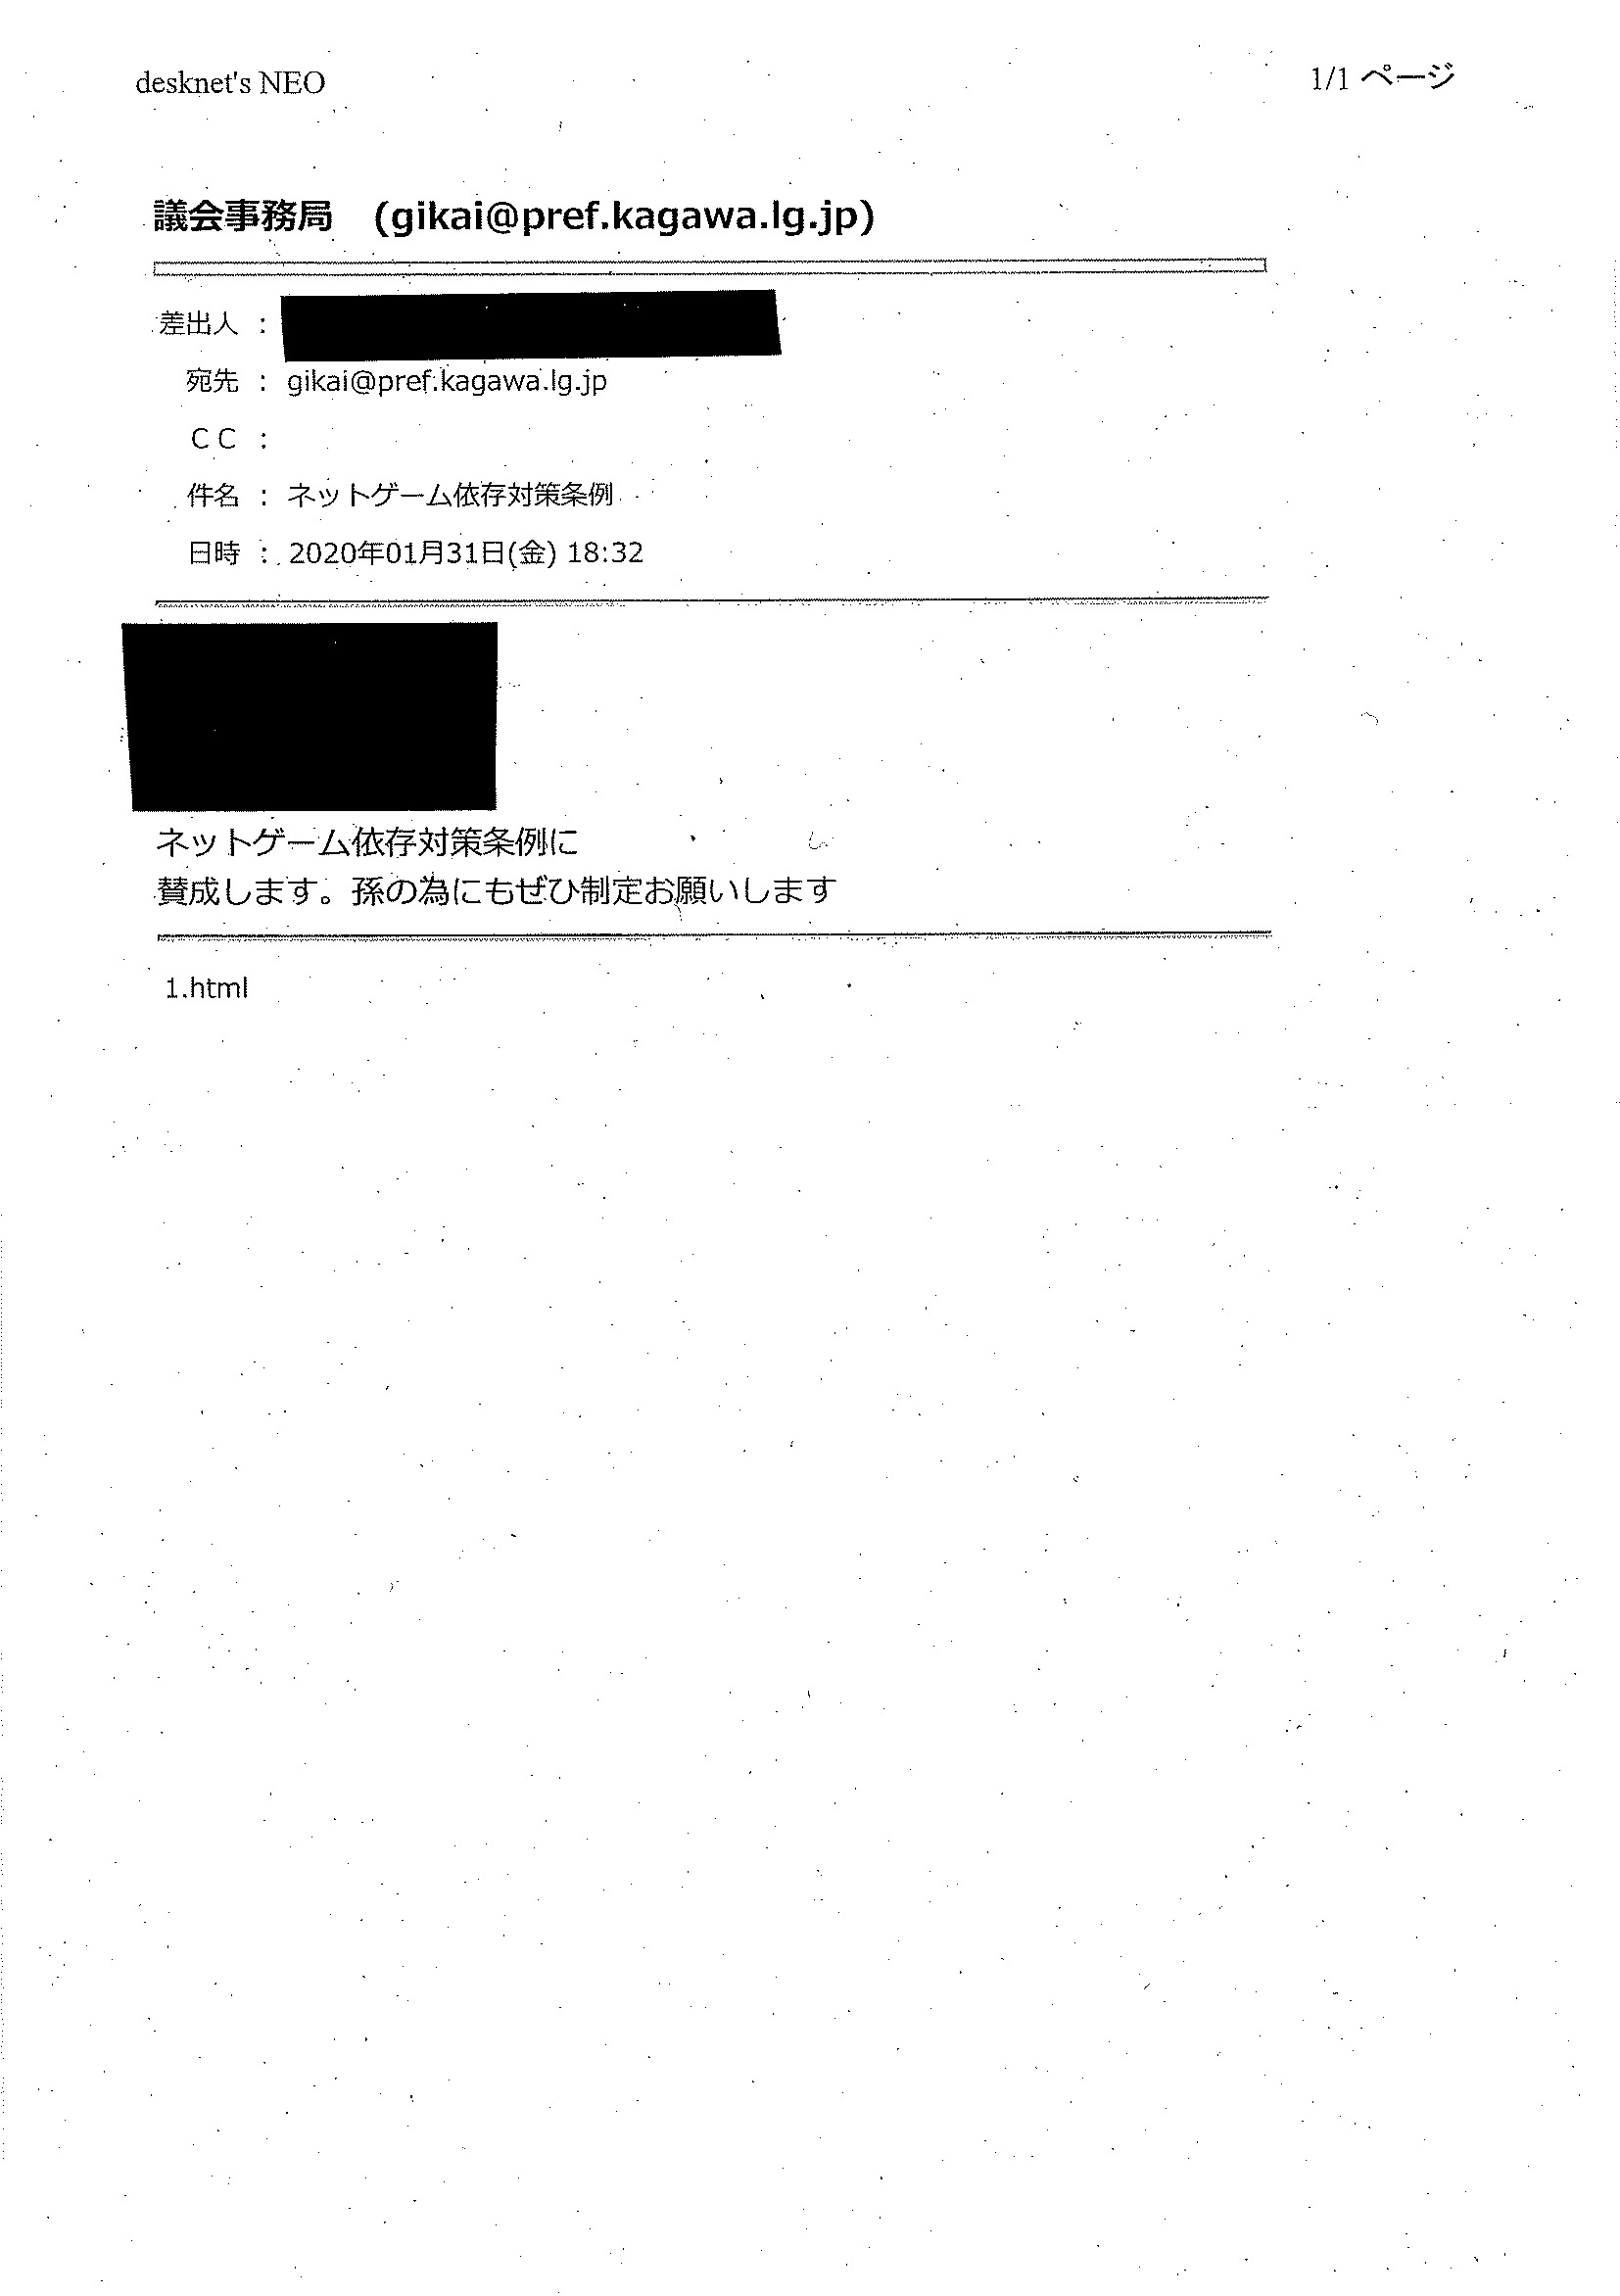 desknet's NEO
1/1 ページ
議会事務局 (gikai@pref.kagawa.lg.jp)
差出人 :
宛先 : gikai@pref.kagawa.lg.jp
ＣＣ :
件名 : ネットゲーム依存対策条例
日時 : 2020年01月31日(金) 18:32
ネットゲーム依存対策条例に
賛成します。孫の為にもぜひ制定お願いします
1.html